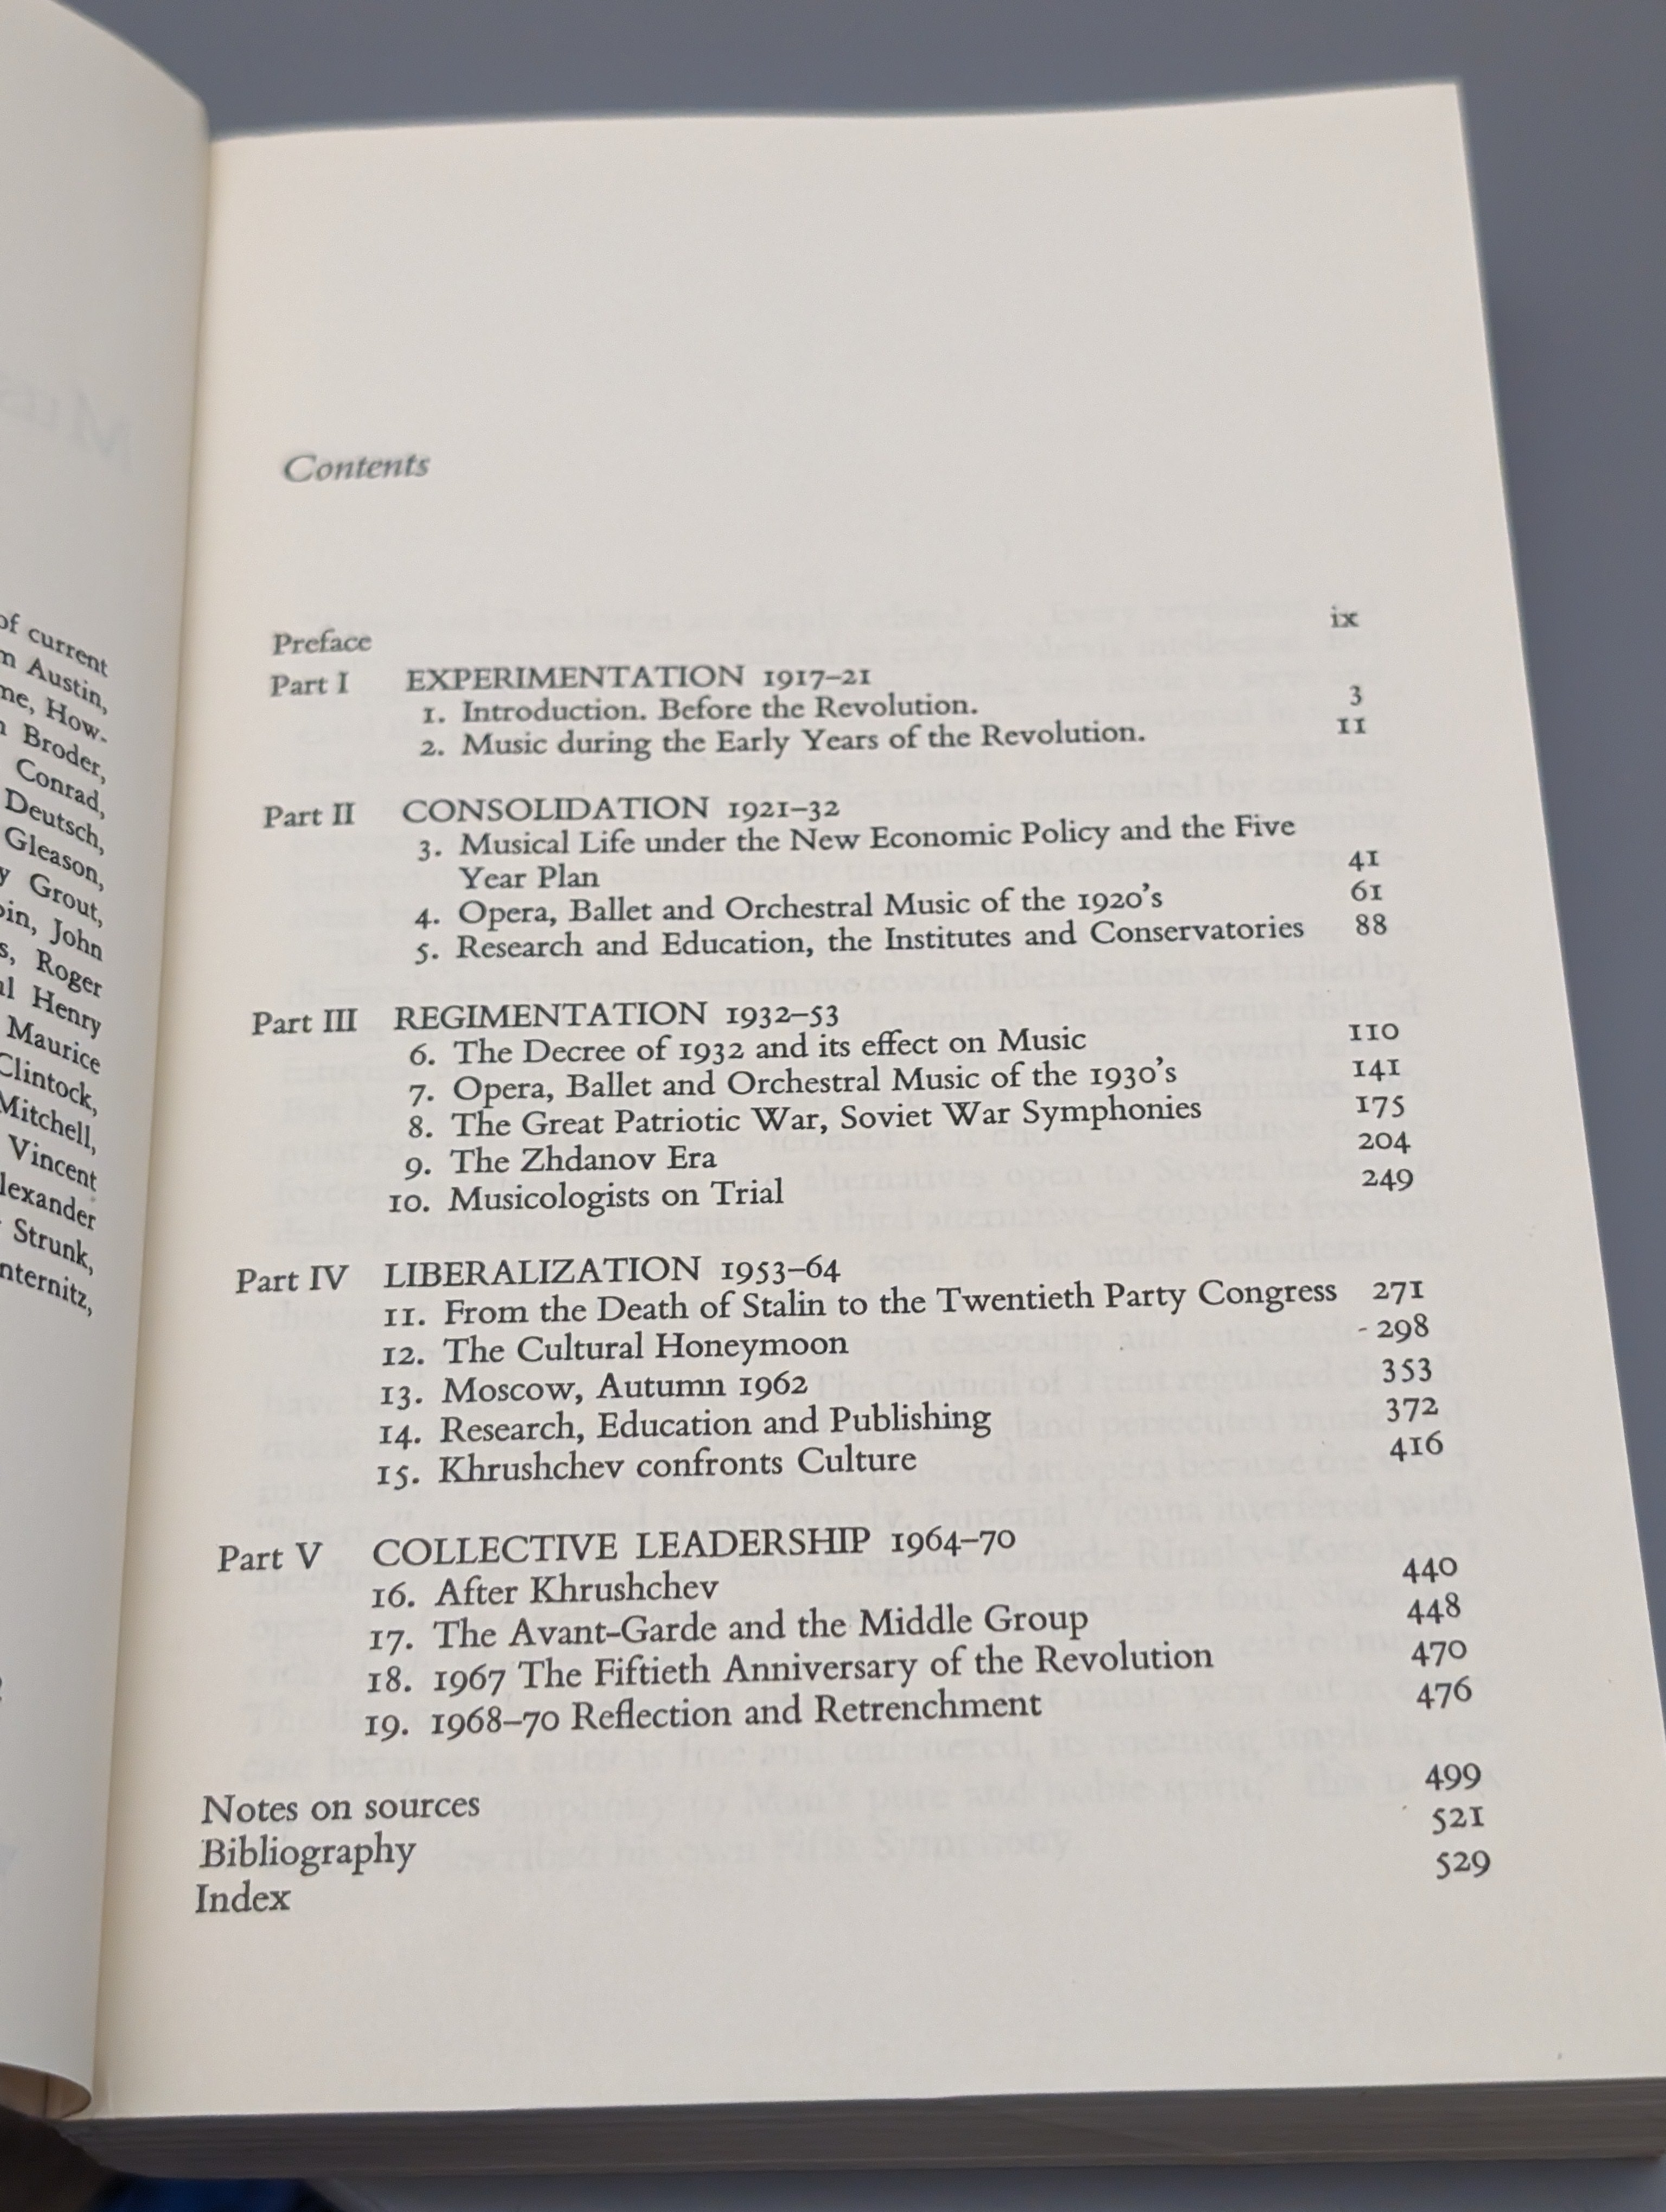 of current
Austin,
How-
Broder,
Conrad,
Deutsch,
Gleason,
Grout,
John
Roger
Henry
Maurice
Clintock,
Mitchell,
Vincent
lexander
Strunk,
nternitz,
Contents
Preface ix
Part I EXPERIMENTATION 1917–21
1. Introduction. Before the Revolution. 3
2. Music during the Early Years of the Revolution. 11
Part II CONSOLIDATION 1921–32
3. Musical Life under the New Economic Policy and the Five
Year Plan 41
4. Opera, Ballet and Orchestral Music of the 1920's 61
5. Research and Education, the Institutes and Conservatories 88
Part III REGIMENTATION 1932–53
6. The Decree of 1932 and its effect on Music 110
7. Opera, Ballet and Orchestral Music of the 1930's 141
8. The Great Patriotic War, Soviet War Symphonies 175
9. The Zhdanov Era 204
10. Musicologists on Trial 249
Part IV LIBERALIZATION 1953–64
11. From the Death of Stalin to the Twentieth Party Congress 271
12. The Cultural Honeymoon - 298
13. Moscow, Autumn 1962 353
14. Research, Education and Publishing 372
15. Khrushchev confronts Culture 416
Part V COLLECTIVE LEADERSHIP 1964–70
16. After Khrushchev 440
17. The Avant-Garde and the Middle Group 448
18. 1967 The Fiftieth Anniversary of the Revolution 470
19. 1968–70 Reflection and Retrenchment 476
Notes on sources 499
Bibliography 521
Index 529